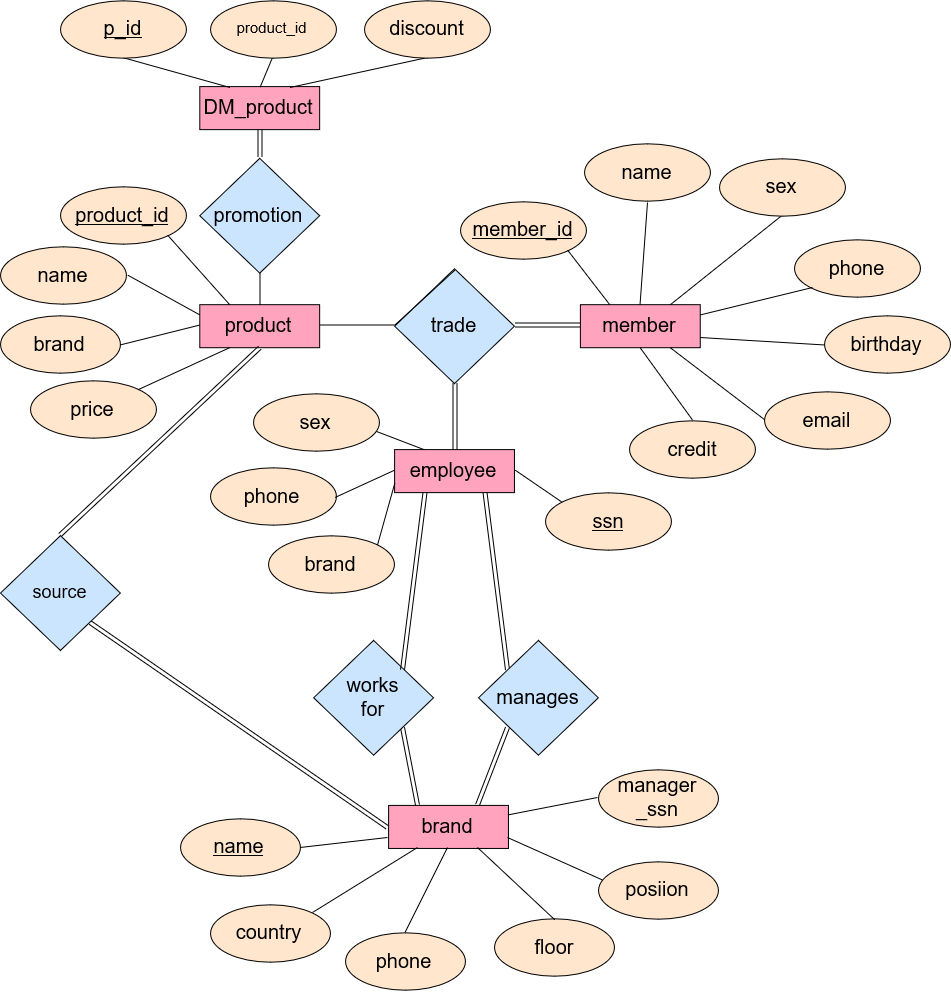 p_id
product_id
discount
DM_product
promotion
name
sex
product_id
member_id
name
phone
product
trade
member
brand
birthday
price
sex
email
credit
employee
phone
ssn
brand
source
works
for
manages
manager
_ssn
brand
name
posiion
country
phone
floor